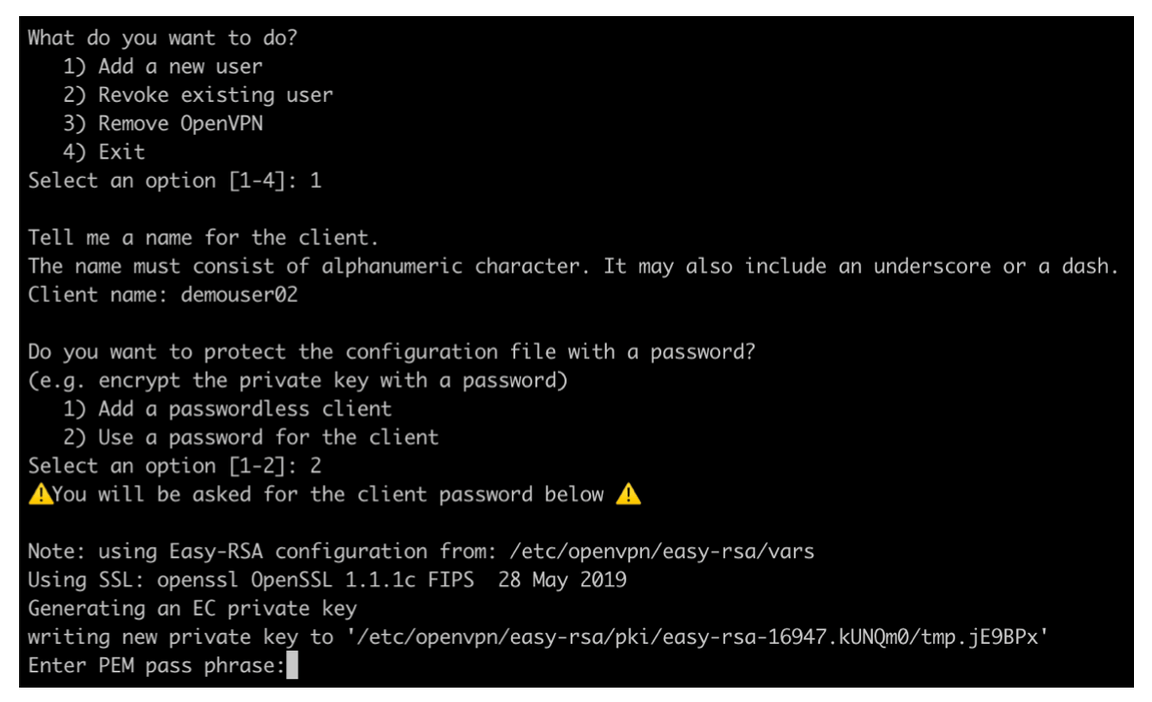 What do you want to do?
1) Add a new user
2) Revoke existing user
3) Remove OpenVPN
4) Exit
Select an option [1-4]: 1
Tell me a name for the client.
The name must consist of alphanumeric character. It may also include an underscore or a dash.
Client name: demouser02
Do you want to protect the configuration file with a password?
(e.g. encrypt the private key with a password)
1) Add a passwordless client
2) Use a password for the client
Select an option [1-2]: 2
⚠️You will be asked for the client password below ⚠️
Note: using Easy-RSA configuration from: /etc/openvpn/easy-rsa/vars
Using SSL: openssl OpenSSL 1.1.1c FIPS  28 May 2019
Generating an EC private key
writing new private key to '/etc/openvpn/easy-rsa/pki/easy-rsa-16947.kUNQm0/tmp.jE9BPx'
Enter PEM pass phrase: